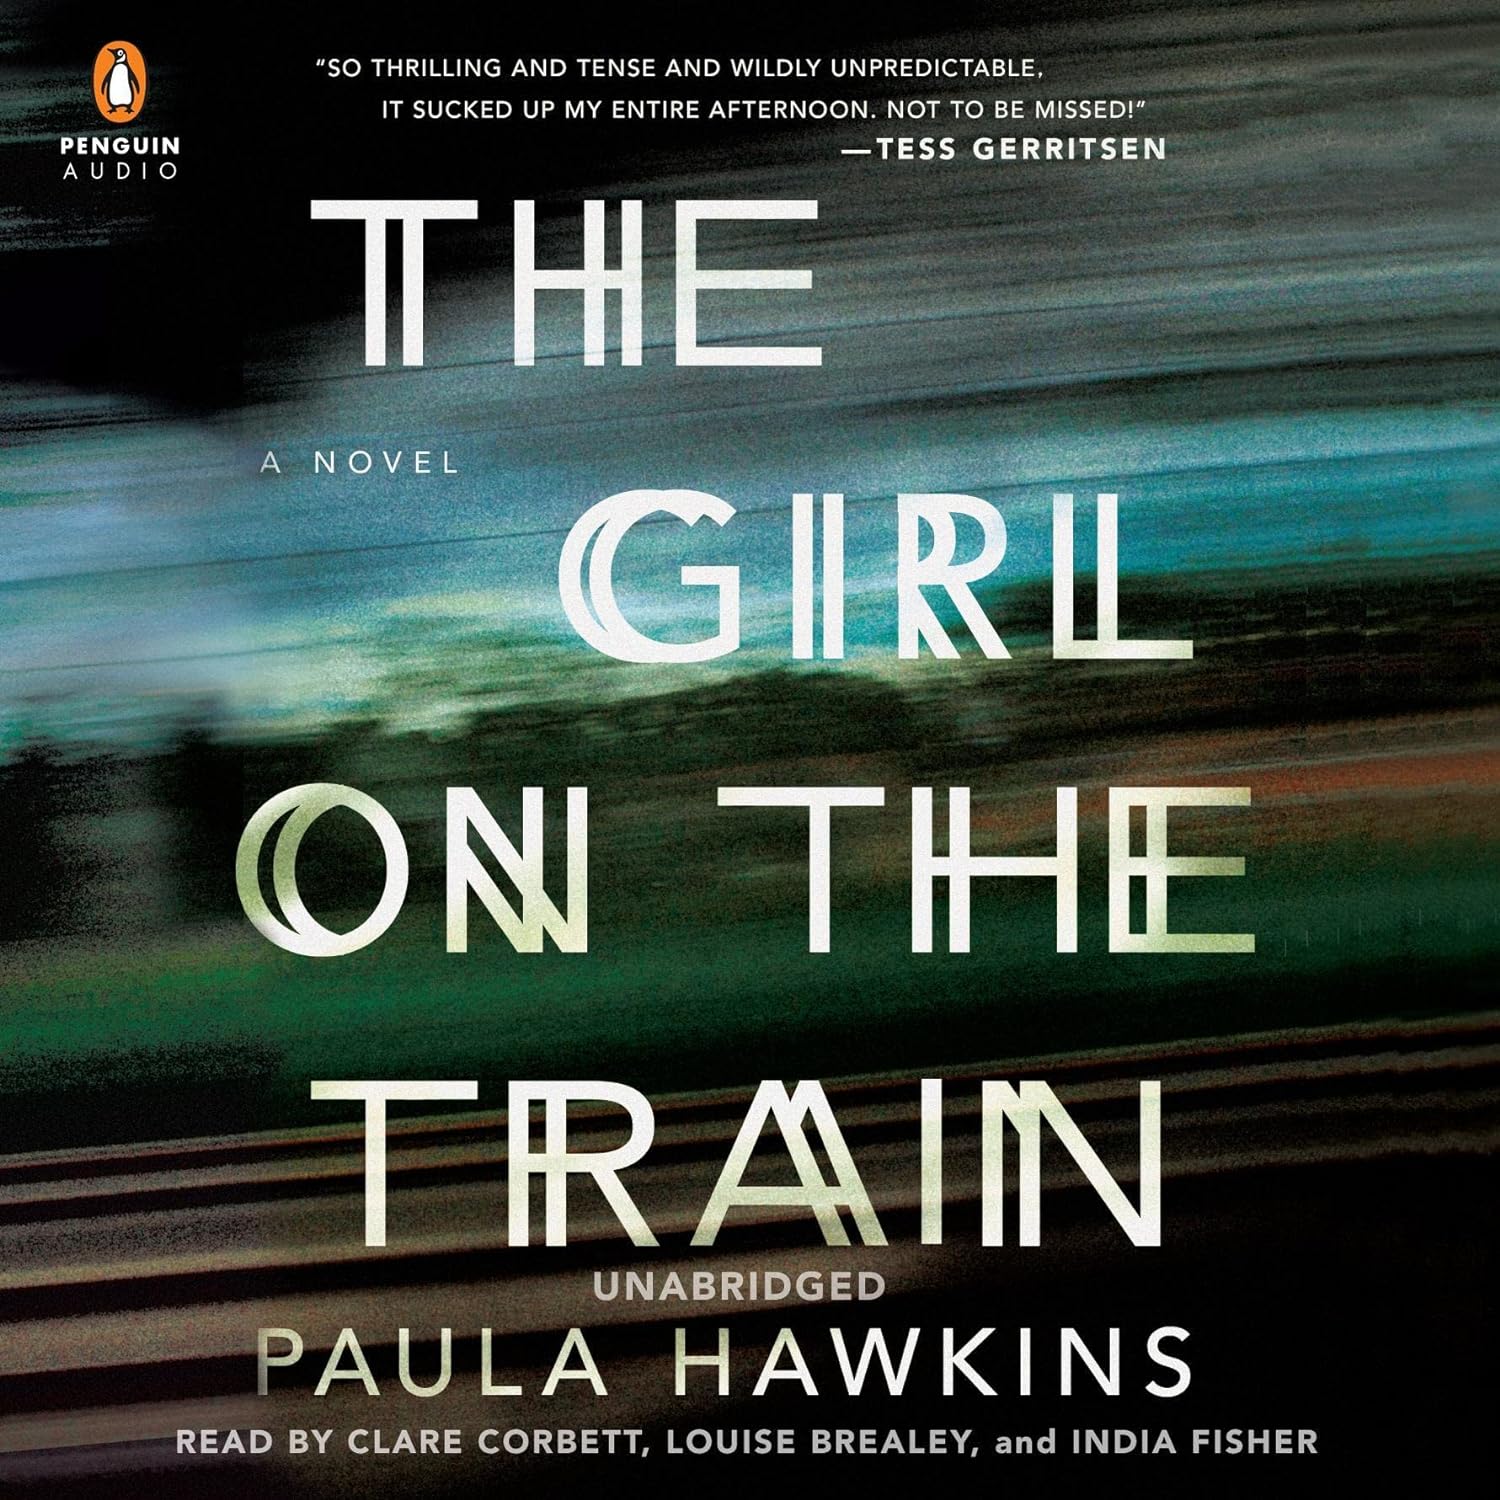 PENGUIN
AUDIO
“SO THRILLING AND TENSE AND WILDLY UNPREDICTABLE,
IT SUCKED UP MY ENTIRE AFTERNOON. NOT TO BE MISSED!”
—TESS GERRITSEN
THE
A NOVEL
GIRL
ON THE
TRAIN
UNABRIDGED
PAULA HAWKINS
READ BY CLARE CORBETT, LOUISE BREALEY, and INDIA FISHER